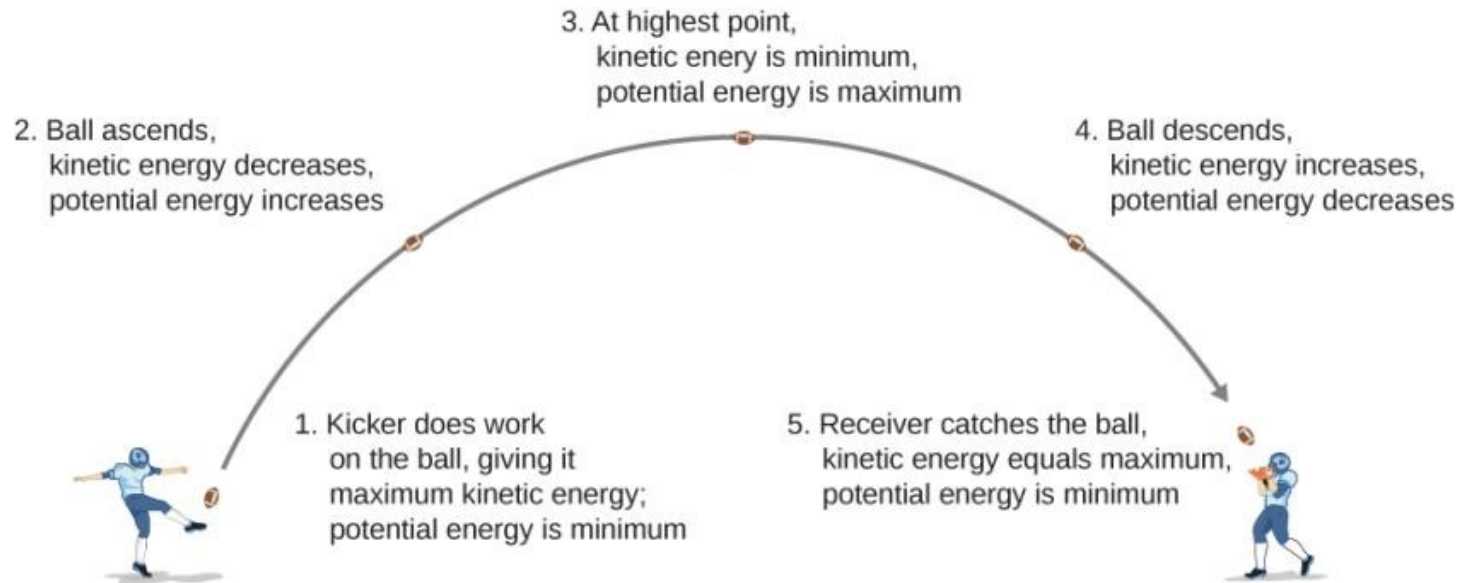 3. At highest point,
kinetic enery is minimum,
potential energy is maximum
2. Ball ascends,
kinetic energy decreases,
potential energy increases
4. Ball descends,
kinetic energy increases,
potential energy decreases
1. Kicker does work
on the ball, giving it
maximum kinetic energy;
potential energy is minimum
5. Receiver catches the ball,
kinetic energy equals maximum,
potential energy is minimum